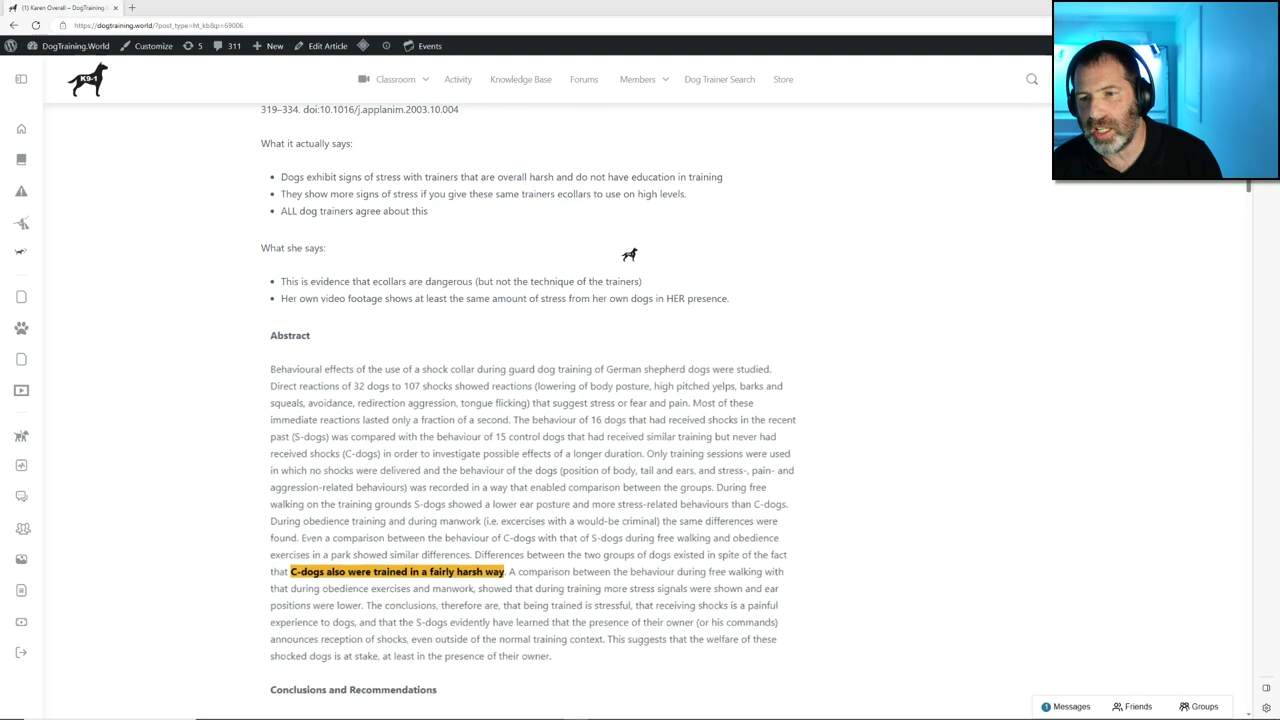 (1) Karen Overall – DogTraining
https://dogtraining.world/?post_type=ht_kb&p=69006
DogTraining.World Customize 5 311 New Edit Article Events
K9-1
Classroom Activity Knowledge Base Forums Members Dog Trainer Search Store
319–334. doi:10.1016/j.applanim.2003.10.004
What it actually says:
Dogs exhibit signs of stress with trainers that are overall harsh and do not have education in training
They show more signs of stress if you give these same trainers ecollars to use on high levels.
ALL dog trainers agree about this
What she says:
This is evidence that ecollars are dangerous (but not the technique of the trainers)
Her own video footage shows at least the same amount of stress from her own dogs in HER presence.
Abstract
Behavioural effects of the use of a shock collar during guard dog training of German shepherd dogs were studied.
Direct reactions of 32 dogs to 107 shocks showed reactions (lowering of body posture, high pitched yelps, barks and
squeals, avoidance, redirection aggression, tongue flicking) that suggest stress or fear and pain. Most of these
immediate reactions lasted only a fraction of a second. The behaviour of 16 dogs that had received shocks in the recent
past (S-dogs) was compared with the behaviour of 15 control dogs that had received similar training but never had
received shocks (C-dogs) in order to investigate possible effects of a longer duration. Only training sessions were used
in which no shocks were delivered and the behaviour of the dogs (position of body, tail and ears, and stress-, pain- and
aggression-related behaviours) was recorded in a way that enabled comparison between the groups. During free
walking on the training grounds S-dogs showed a lower ear posture and more stress-related behaviours than C-dogs.
During obedience training and during manwork (i.e. excercises with a would-be criminal) the same differences were
found. Even a comparison between the behaviour of C-dogs with that of S-dogs during free walking and obedience
exercises in a park showed similar differences. Differences between the two groups of dogs existed in spite of the fact
that C-dogs also were trained in a fairly harsh way. A comparison between the behaviour during free walking with
that during obedience exercises and manwork, showed that during training more stress signals were shown and ear
positions were lower. The conclusions, therefore are, that being trained is stressful, that receiving shocks is a painful
experience to dogs, and that the S-dogs evidently have learned that the presence of their owner (or his commands)
announces reception of shocks, even outside of the normal training context. This suggests that the welfare of these
shocked dogs is at stake, at least in the presence of their owner.
Conclusions and Recommendations
1 Messages Friends Groups